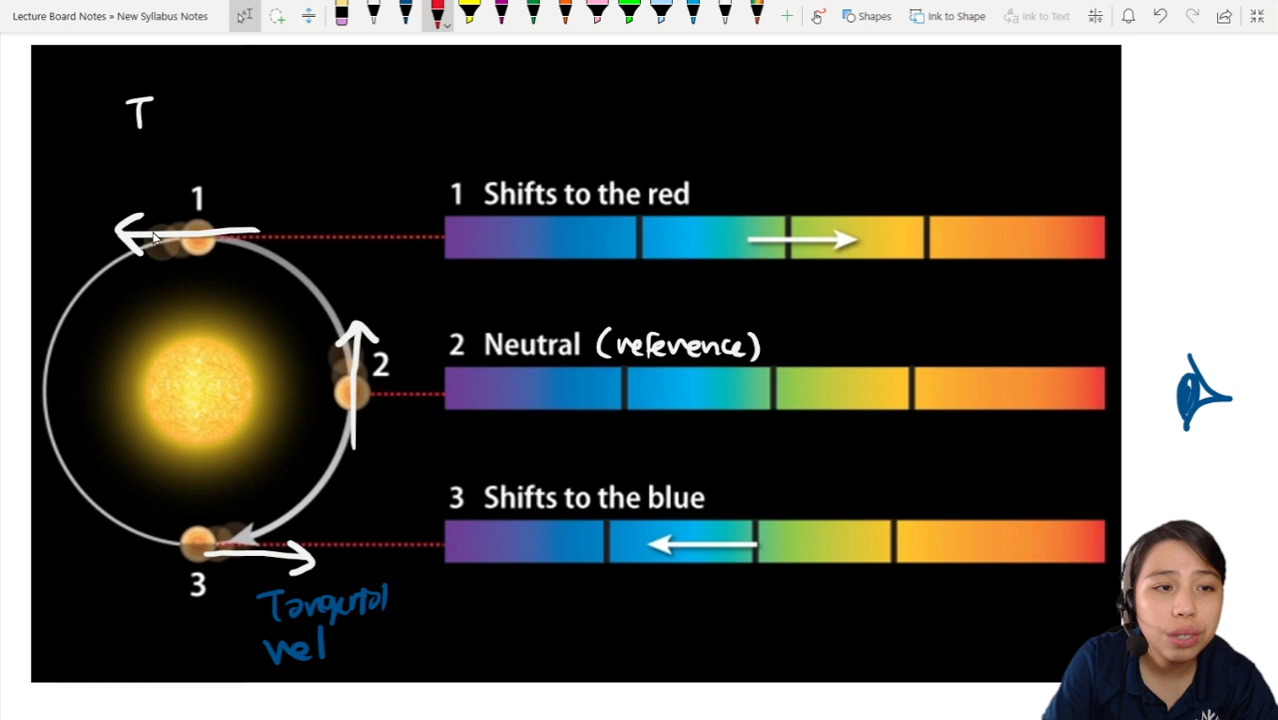 Lecture Board Notes » New Syllabus Notes
Shapes
Ink to Shape
Ink to Text
T
1
1 Shifts to the red
2
2 Neutral (reference)
3 Shifts to the blue
3
Tangential
vel